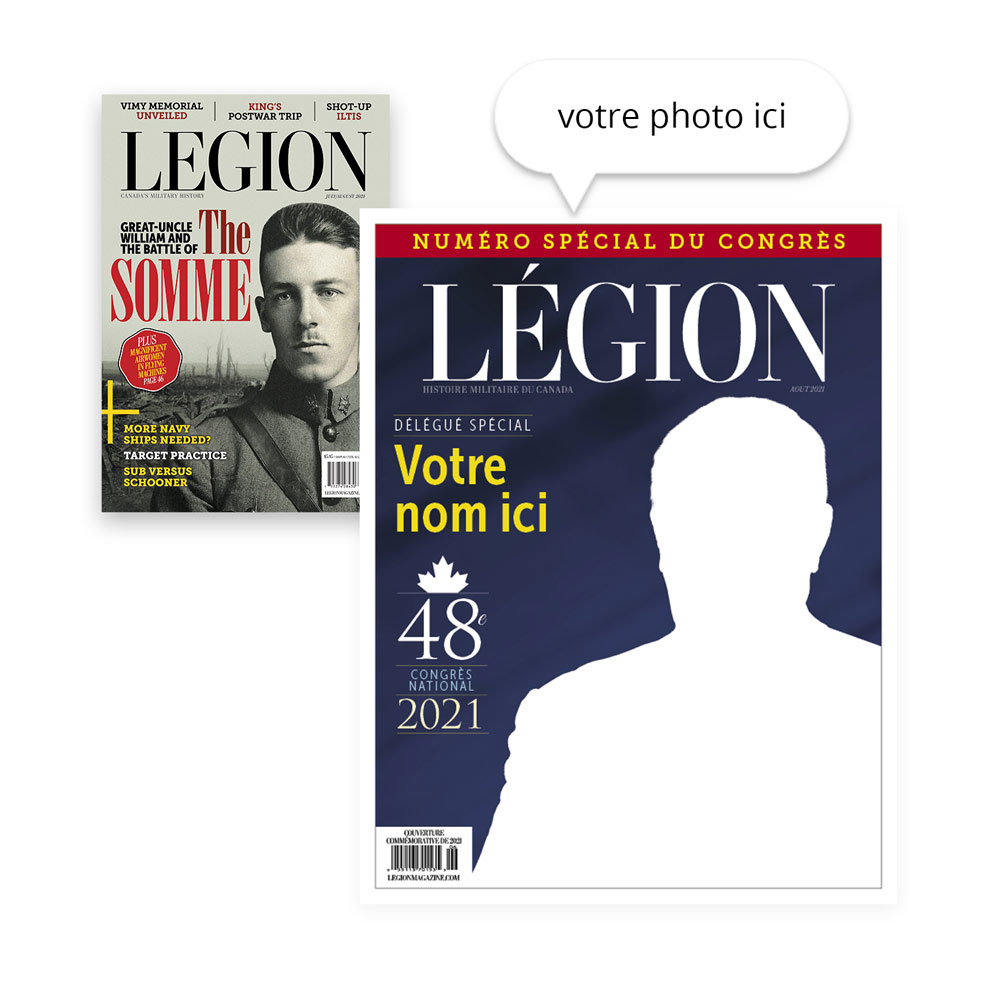 VIMY MEMORIAL
UNVEILED
KING'S
POSTWAR TRIP
SHOT-UP
ILTIS
LEGION
CANADA'S MILITARY HISTORY
JULY/AUGUST 2021
GREAT-UNCLE
WILLIAM AND
THE BATTLE OF
The
SOMME
PLUS
MAGNIFICENT
AIRWOMEN
IN FLYING
MACHINES
PAGE 46
MORE NAVY
SHIPS NEEDED?
TARGET PRACTICE
SUB VERSUS
SCHOONER
LEGIONMAGAZINE.
votre photo ici
NUMÉRO SPÉCIAL DU CONGRÈS
LÉGION
HISTOIRE MILITAIRE DU CANADA
AOUT 2021
DÉLÉGUÉ SPÉCIAL
Votre
nom ici
48e
CONGRÈS
NATIONAL
2021
COUVERTURE
COMMÉMORATIVE DE 2021
LEGIONMAGAZINE.COM